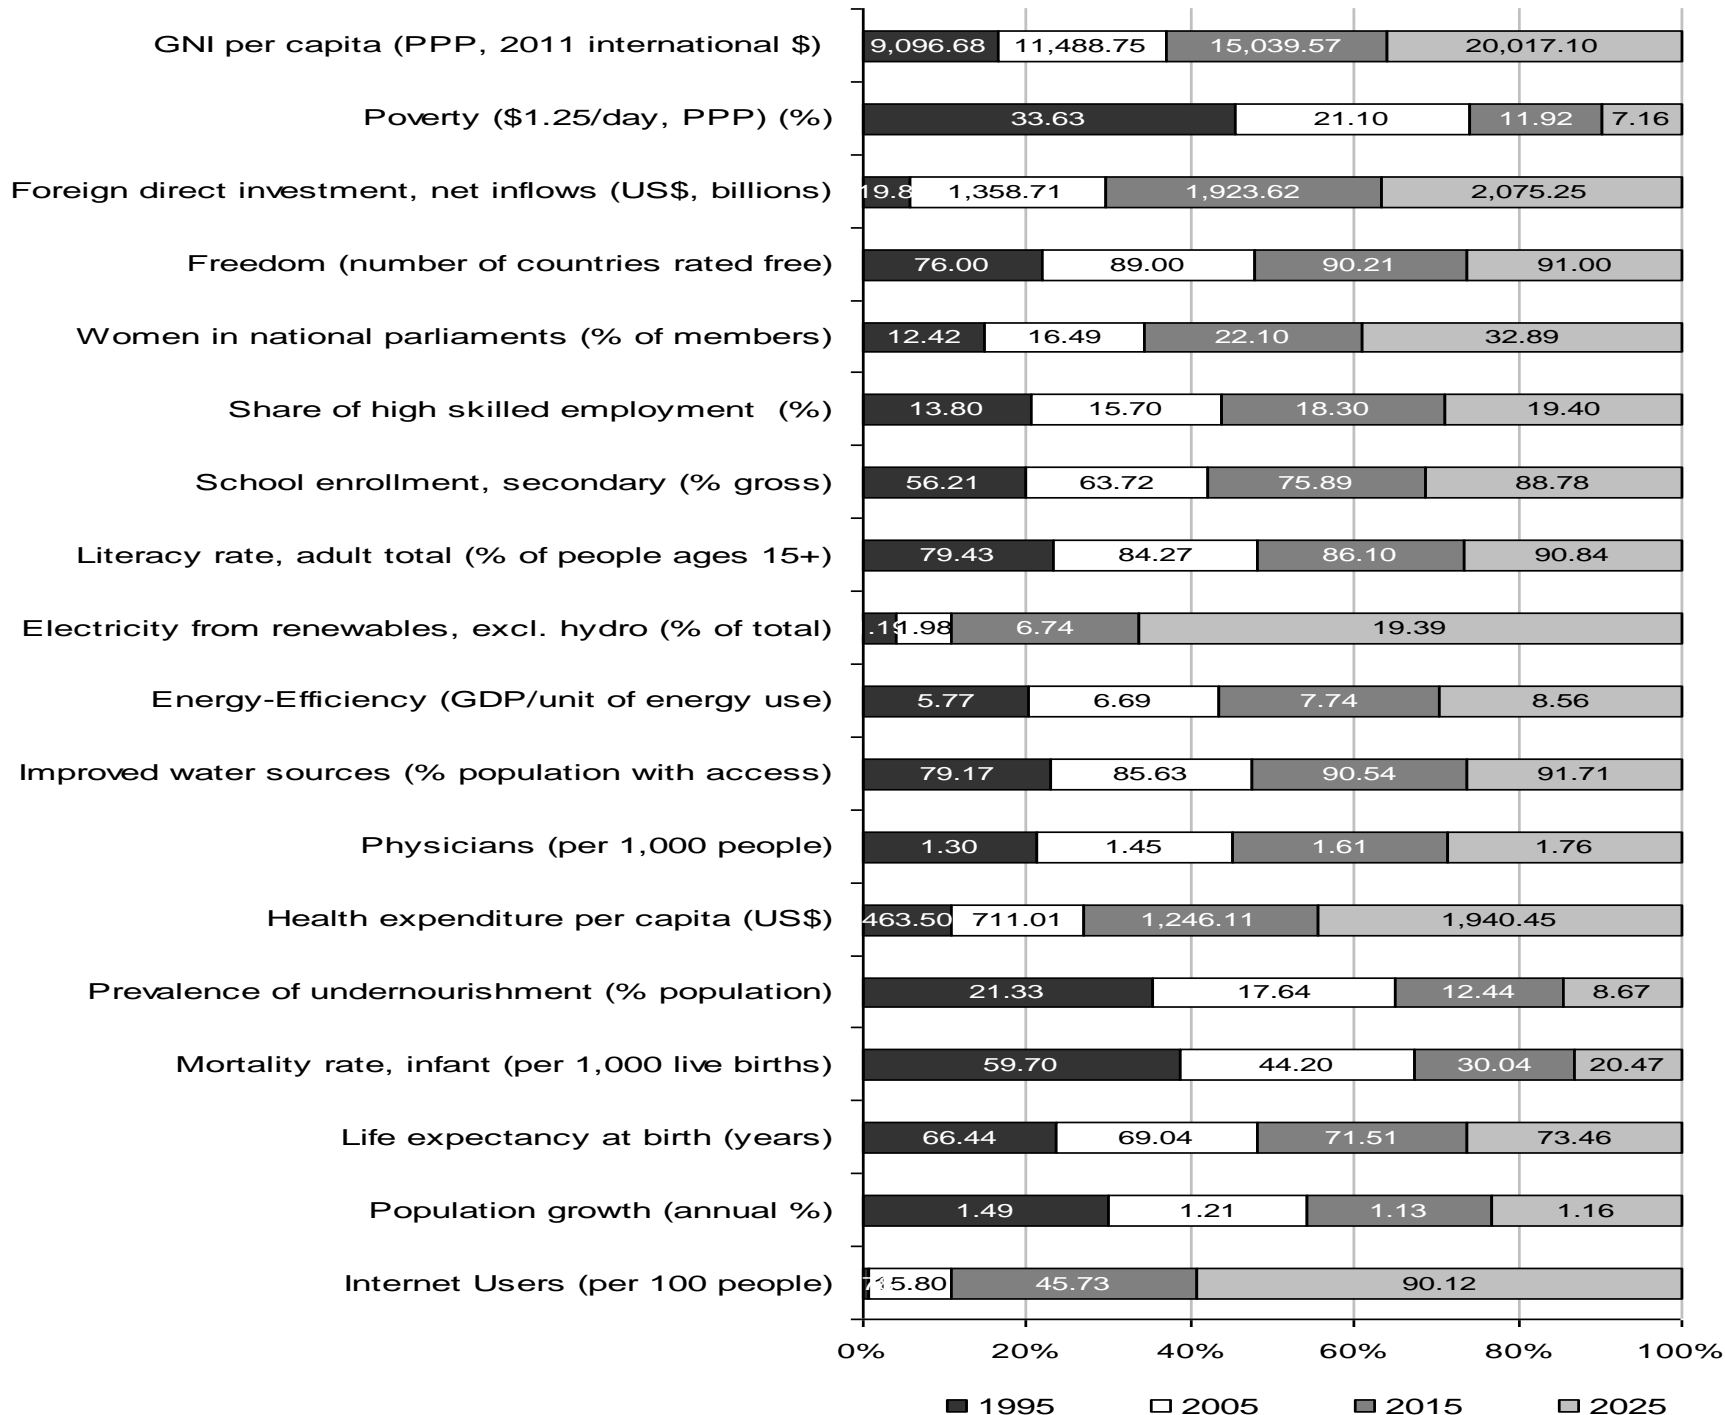 GNI per capita (PPP, 2011 international $) 9,096.68 11,488.75 15,039.57 20,017.10
Poverty ($1.25/day, PPP) (%) 33.63 21.10 11.92 7.16
Foreign direct investment, net inflows (US$, billions) 19.8 1,358.71 1,923.62 2,075.25
Freedom (number of countries rated free) 76.00 89.00 90.21 91.00
Women in national parliaments (% of members) 12.42 16.49 22.10 32.89
Share of high skilled employment (%) 13.80 15.70 18.30 19.40
School enrollment, secondary (% gross) 56.21 63.72 75.89 88.78
Literacy rate, adult total (% of people ages 15+) 79.43 84.27 86.10 90.84
Electricity from renewables, excl. hydro (% of total) 1.98 6.74 19.39
Energy-Efficiency (GDP/unit of energy use) 5.77 6.69 7.74 8.56
Improved water sources (% population with access) 79.17 85.63 90.54 91.71
Physicians (per 1,000 people) 1.30 1.45 1.61 1.76
Health expenditure per capita (US$) 463.50 711.01 1,246.11 1,940.45
Prevalence of undernourishment (% population) 21.33 17.64 12.44 8.67
Mortality rate, infant (per 1,000 live births) 59.70 44.20 30.04 20.47
Life expectancy at birth (years) 66.44 69.04 71.51 73.46
Population growth (annual %) 1.49 1.21 1.13 1.16
Internet Users (per 100 people) 15.80 45.73 90.12
0% 20% 40% 60% 80% 100%
1995 2005 2015 2025